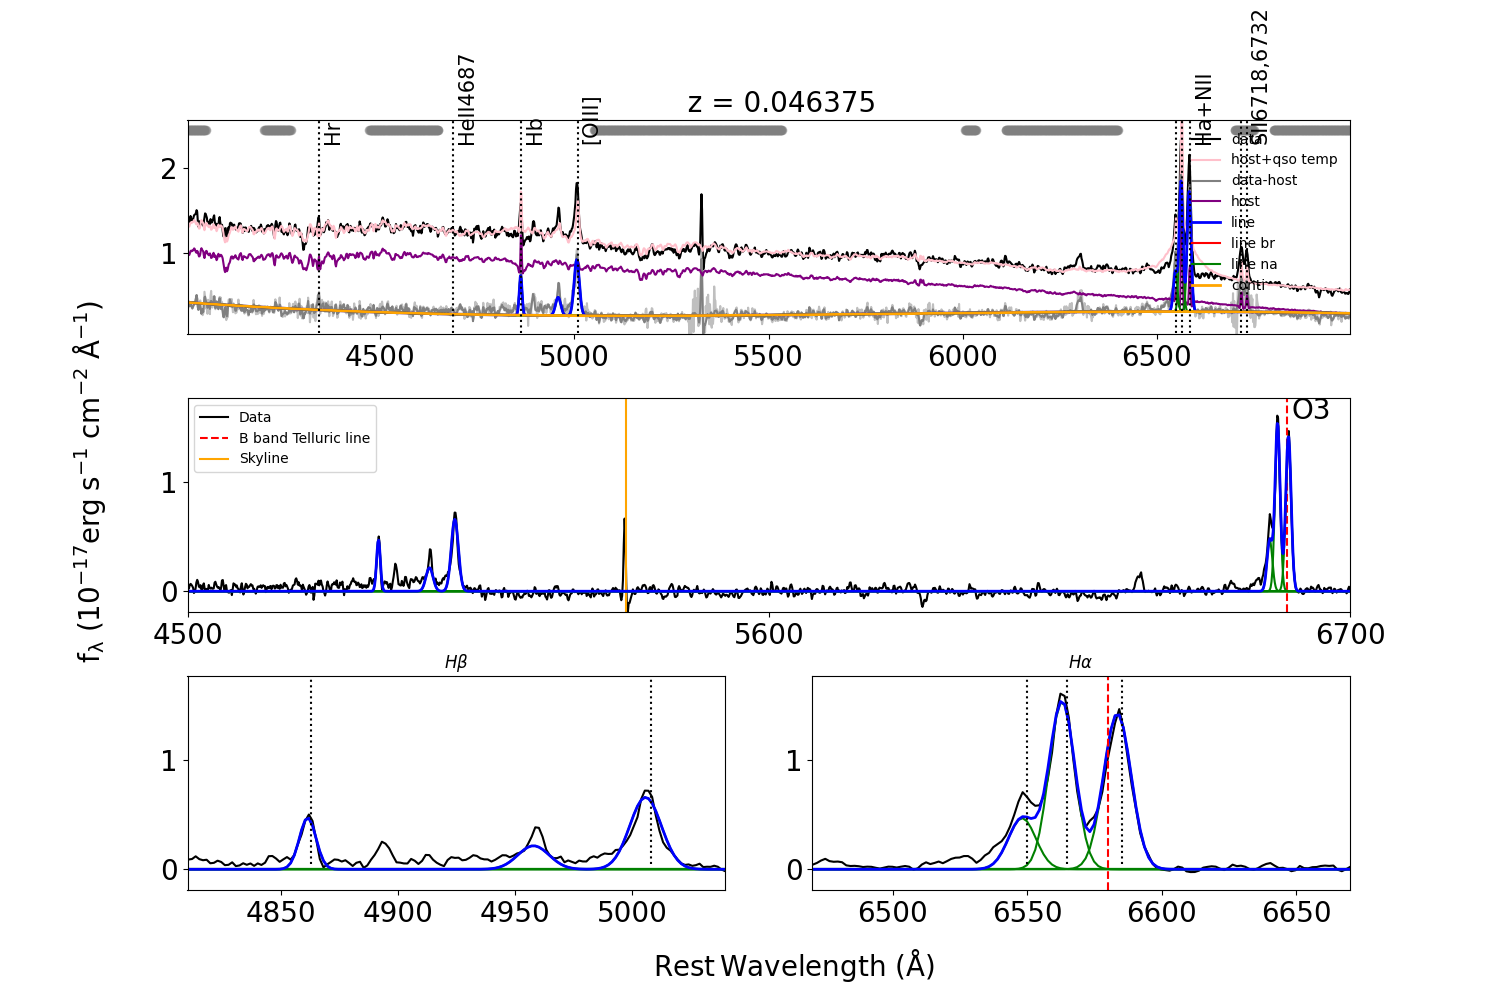 z = 0.046375
Hr
HeII4687
Hb
[OIII]
Ha+NII
SII6718,6732
data
host+qso temp
data-host
host
line
line br
line na
conti
2
1
4500 5000 5500 6000 6500
Data
B band Telluric line
Skyline
O3
1
0
4500 5600 6700
fλ (10⁻¹⁷erg s⁻¹ cm⁻² Å⁻¹)
Hβ
Hα
1
0
4850 4900 4950 5000
1
0
6500 6550 6600 6650
Rest Wavelength (Å)